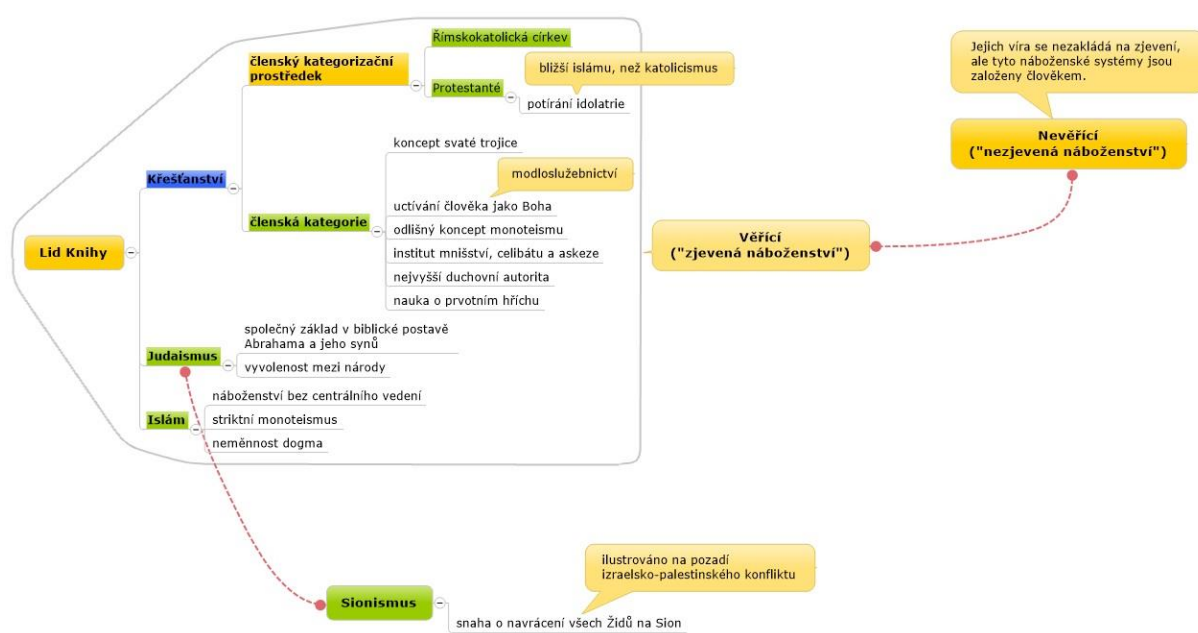 Lid Knihy
Křešťanství
členský kategorizační
prostředek
Římskokatolická církev
Protestanté
bližší islámu, než katolicismus
potírání idolatrie
členská kategorie
koncept svaté trojice
modloslužebnictví
uctívání člověka jako Boha
odlišný koncept monoteismu
institut mnišství, celibátu a askeze
nejvyšší duchovní autorita
nauka o prvotním hříchu
Judaismus
společný základ v biblické postavě
Abrahama a jeho synů
vyvolenost mezi národy
Islám
náboženství bez centrálního vedení
striktní monoteismus
neměnnost dogma
Věřící
("zjevená náboženství")
Jejich víra se nezakládá na zjevení,
ale tyto náboženské systémy jsou
založeny člověkem.
Nevěřící
("nezjevená náboženství")
Sionismus
ilustrováno na pozadí
izraelsko-palestinského konfliktu
snaha o navrácení všech Židů na Sion